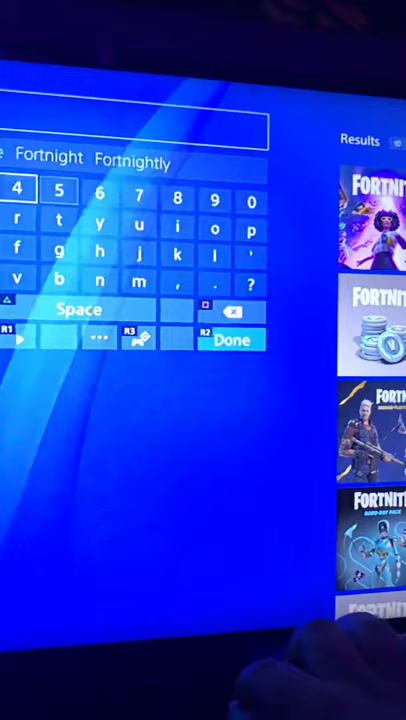 e Fortnight Fortnightly
Results
4 5 6 7 8 9 0
r t y u i o p
f g h j k l '
v b n m , . ?
Space
R1 ... R3 R2 Done
FORTNI
FORTNI
FORTN
FORTNIT
FORTNIT